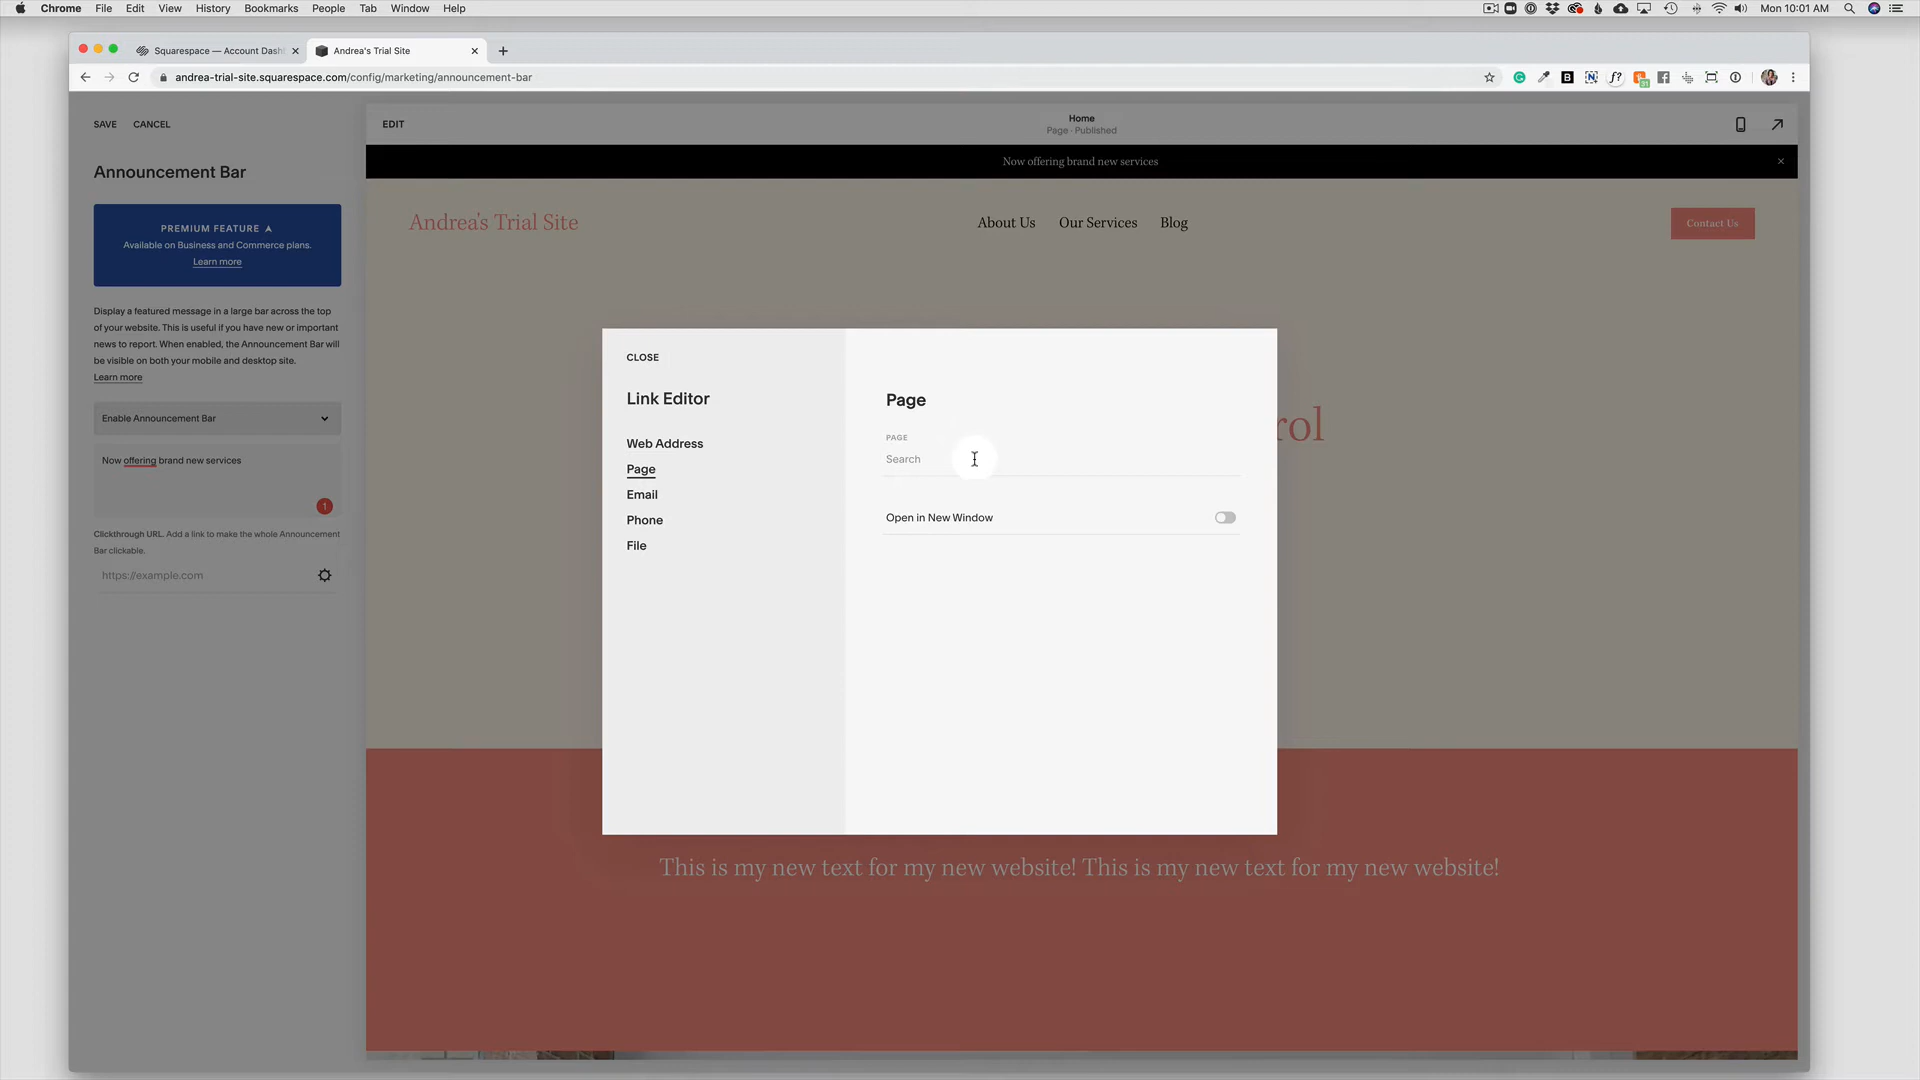 Chrome File Edit View History Bookmarks People Tab Window Help Mon 10:01 AM
Squarespace — Account Dash
Andrea's Trial Site
andrea-trial-site.squarespace.com/config/marketing/announcement-bar
SAVE CANCEL
Announcement Bar
PREMIUM FEATURE
Available on Business and Commerce plans.
Learn more
Display a featured message in a large bar across the top
of your website. This is useful if you have new or important
news to report. When enabled, the Announcement Bar will
be visible on both your mobile and desktop site.
Learn more
Enable Announcement Bar
Now offering brand new services
1
Clickthrough URL. Add a link to make the whole Announcement
Bar clickable.
https://example.com
EDIT
Home
Page · Published
Now offering brand new services
Andrea's Trial Site
About Us Our Services Blog
Contact Us
rol
CLOSE
Link Editor
Web Address
Page
Email
Phone
File
Page
PAGE
Search
Open in New Window
This is my new text for my new website! This is my new text for my new website!